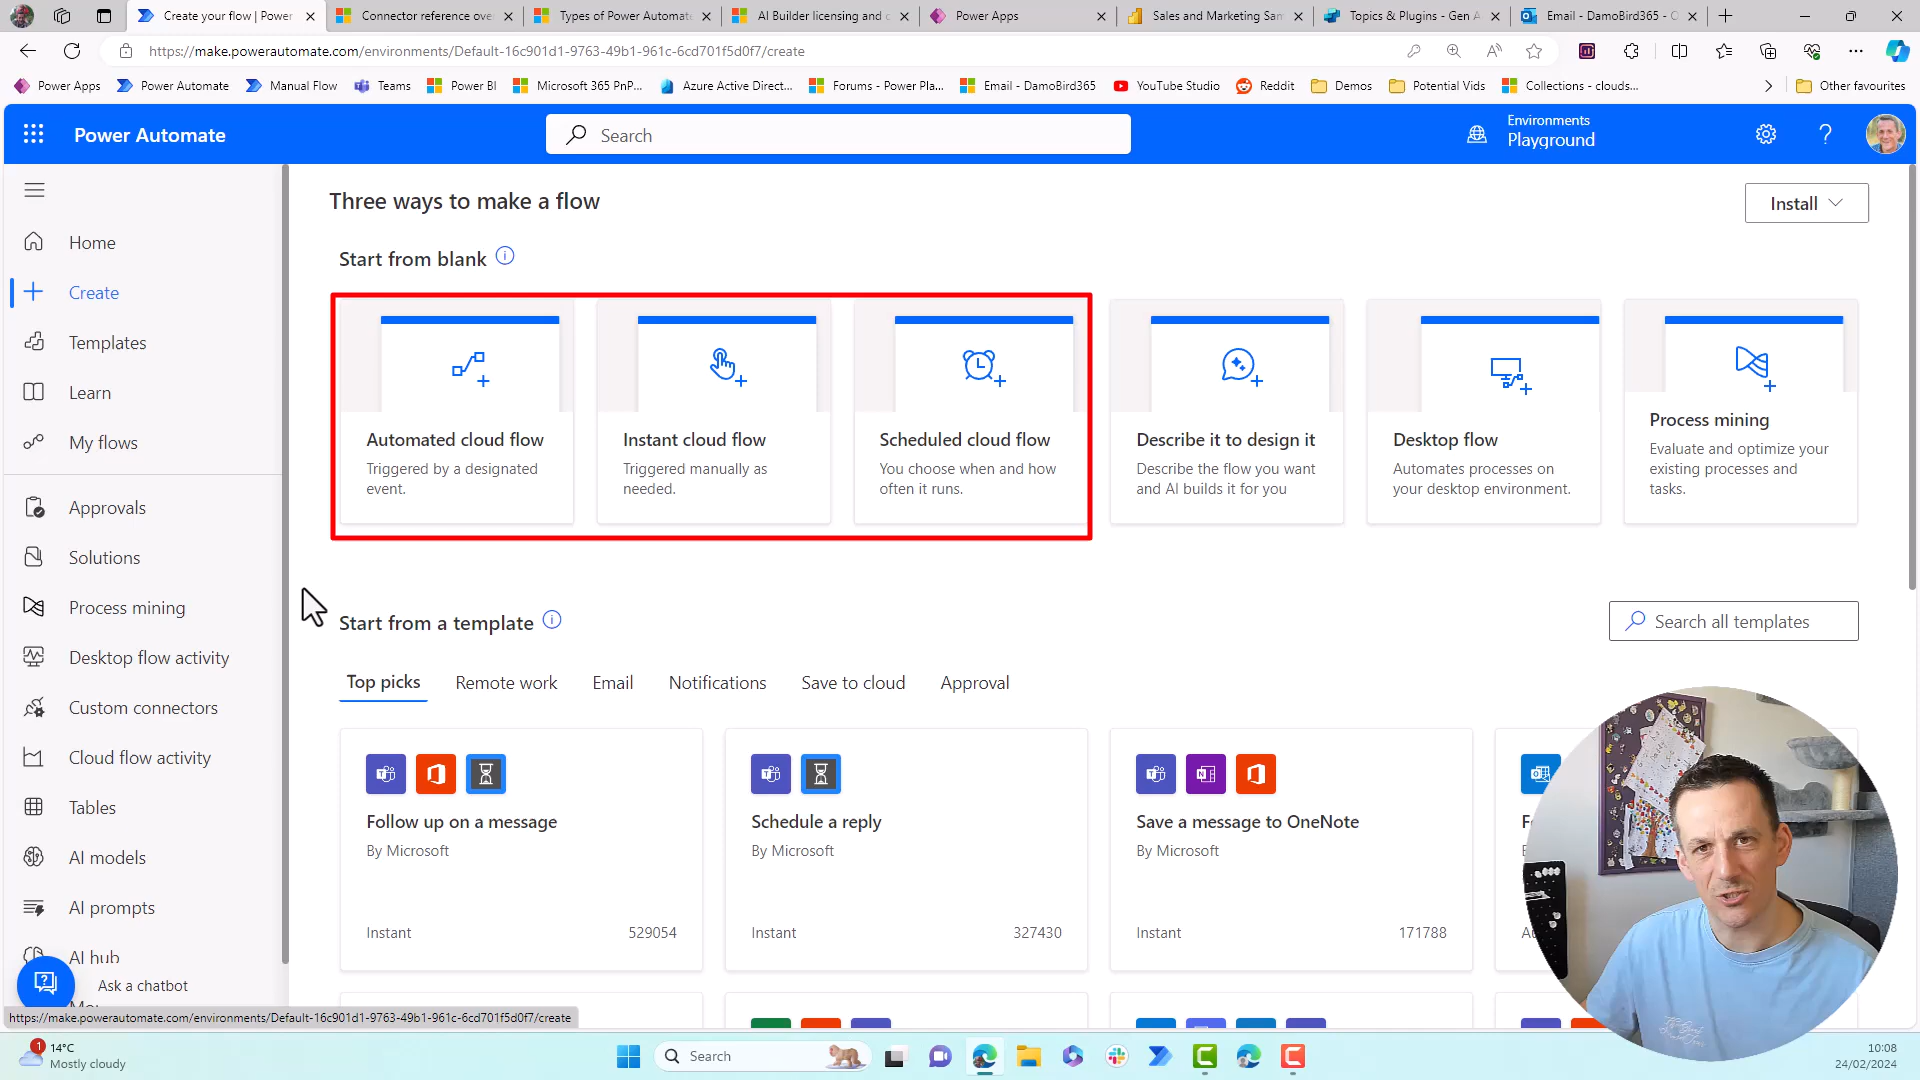 Create your flow | Power
Connector reference ove
Types of Power Automate
AI Builder licensing and c
Power Apps
Sales and Marketing Sam
Topics & Plugins - Gen A
Email - DamoBird365 - O
https://make.powerautomate.com/environments/Default-16c901d1-9763-49b1-961c-6cd701f5d0f7/create
Power Apps
Power Automate
Manual Flow
Teams
Power BI
Microsoft 365 PnP...
Azure Active Direct...
Forums - Power Pla...
Email - DamoBird365
YouTube Studio
Reddit
Demos
Potential Vids
Collections - clouds...
Other favourites
Power Automate
Search
Environments
Playground
Home
Create
Templates
Learn
My flows
Approvals
Solutions
Process mining
Desktop flow activity
Custom connectors
Cloud flow activity
Tables
AI models
AI prompts
AI hub
Ask a chatbot
Three ways to make a flow
Install
Start from blank
Automated cloud flow
Triggered by a designated
event.
Instant cloud flow
Triggered manually as
needed.
Scheduled cloud flow
You choose when and how
often it runs.
Describe it to design it
Describe the flow you want
and AI builds it for you
Desktop flow
Automates processes on
your desktop environment.
Process mining
Evaluate and optimize your
existing processes and
tasks.
Start from a template
Search all templates
Top picks
Remote work
Email
Notifications
Save to cloud
Approval
Follow up on a message
By Microsoft
Instant
529054
Schedule a reply
By Microsoft
Instant
327430
Save a message to OneNote
By Microsoft
Instant
171788
https://make.powerautomate.com/environments/Default-16c901d1-9763-49b1-961c-6cd701f5d0f7/create
1
14°C
Mostly cloudy
Search
10:08
24/02/2024